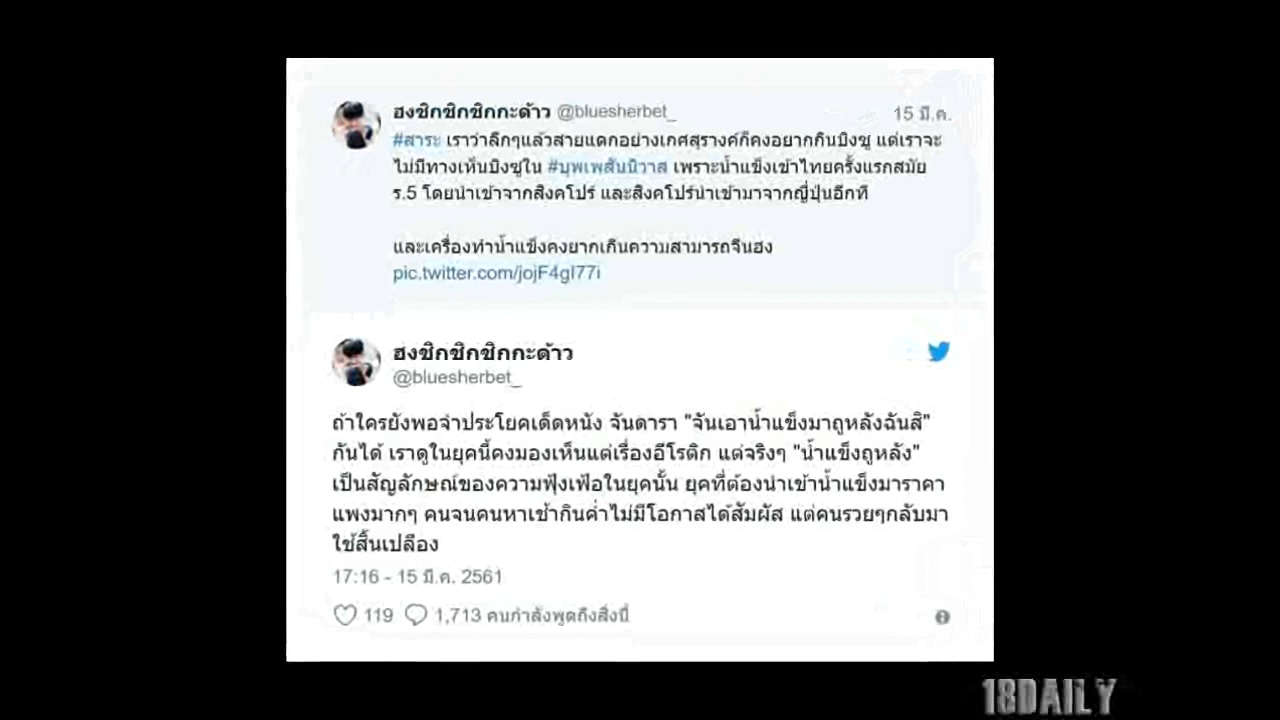 ฮงชิกชิกชิกกะด้าว @bluesherbet_ 15 มี.ค.
#สาระ เราว่าลึกๆแล้วสายแดกอย่างเกศสุรางค์ก็คงอยากกินบิงซู แต่เราจะ
ไม่มีทางเห็นบิงซูใน #บุพเพสันนิวาส เพราะน้ำแข็งเข้าไทยครั้งแรกสมัย
ร.5 โดยนำเข้าจากสิงคโปร์ และสิงคโปร์นำเข้ามาจากญี่ปุ่นอีกที
และเครื่องทำน้ำแข็งคงยากเกินความสามารถจีนฮง
pic.twitter.com/jojF4gI77i
ฮงชิกชิกชิกกะด้าว
@bluesherbet_
ถ้าใครยังพอจำประโยคเด็ดหนัง จันดารา "จันเอาน้ำแข็งมาถูหลังฉันสิ"
กันได้ เราดูในยุคนี้คงมองเห็นแต่เรื่องอีโรติก แต่จริงๆ "น้ำแข็งถูหลัง"
เป็นสัญลักษณ์ของความฟุ้งเฟ้อในยุคนั้น ยุคที่ต้องนำเข้าน้ำแข็งมาราคา
แพงมากๆ คนจนคนหาเช้ากินค่ำไม่มีโอกาสได้สัมผัส แต่คนรวยๆกลับมา
ใช้สิ้นเปลือง
17:16 - 15 มี.ค. 2561
119 1,713 คนกำลังพูดถึงสิ่งนี้
18DAILY